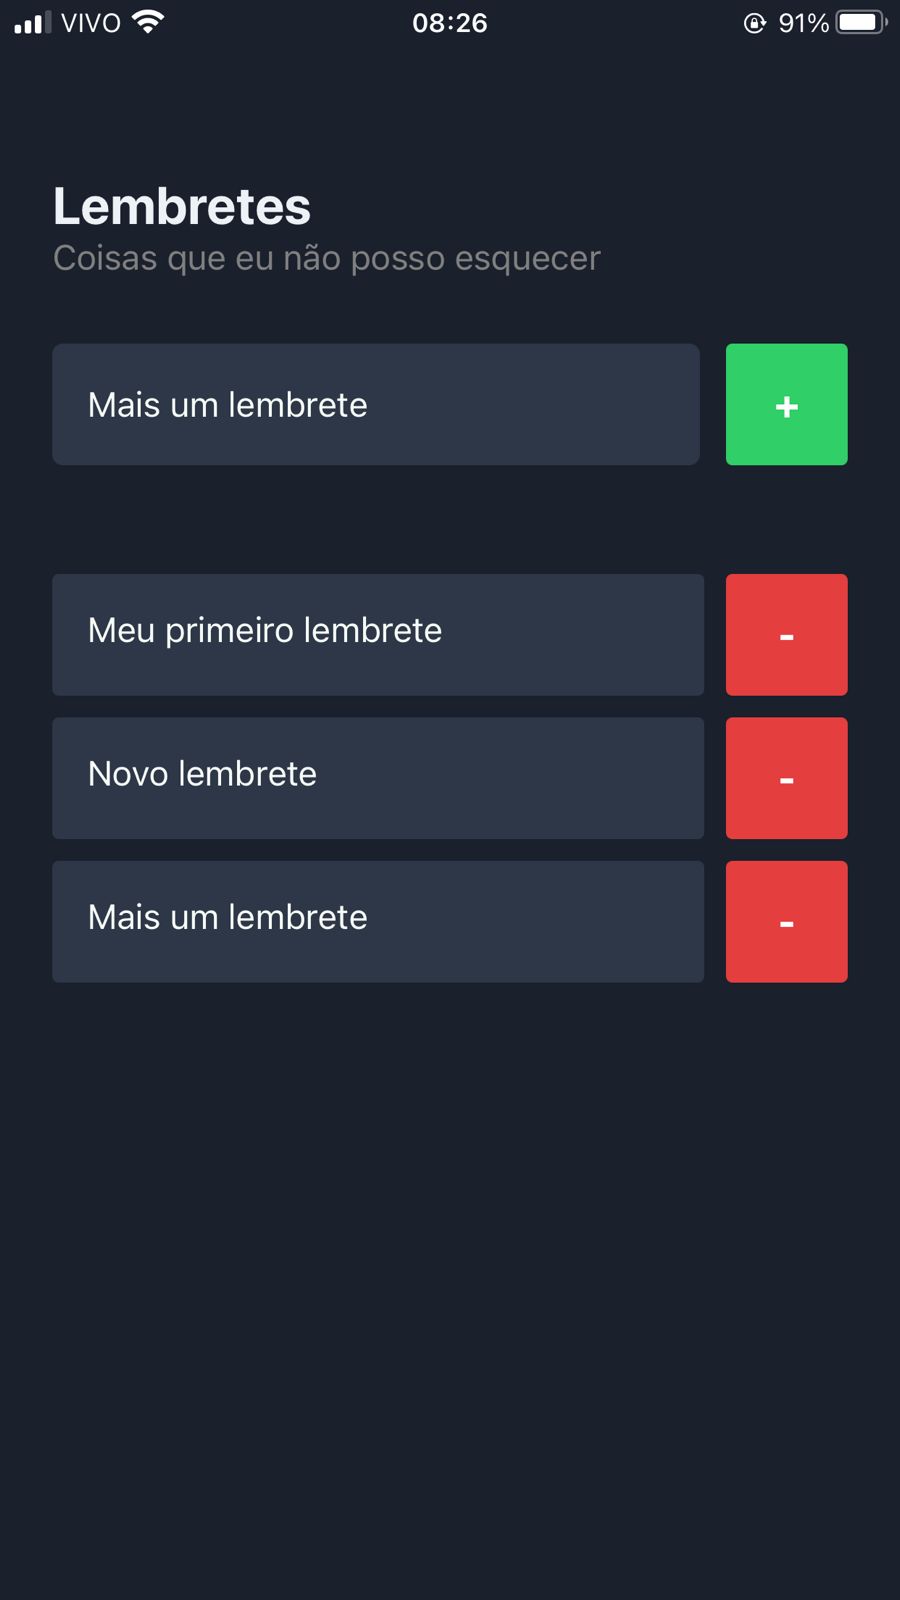 VIVO 08:26 91%
Lembretes
Coisas que eu não posso esquecer
Mais um lembrete +
Meu primeiro lembrete -
Novo lembrete -
Mais um lembrete -